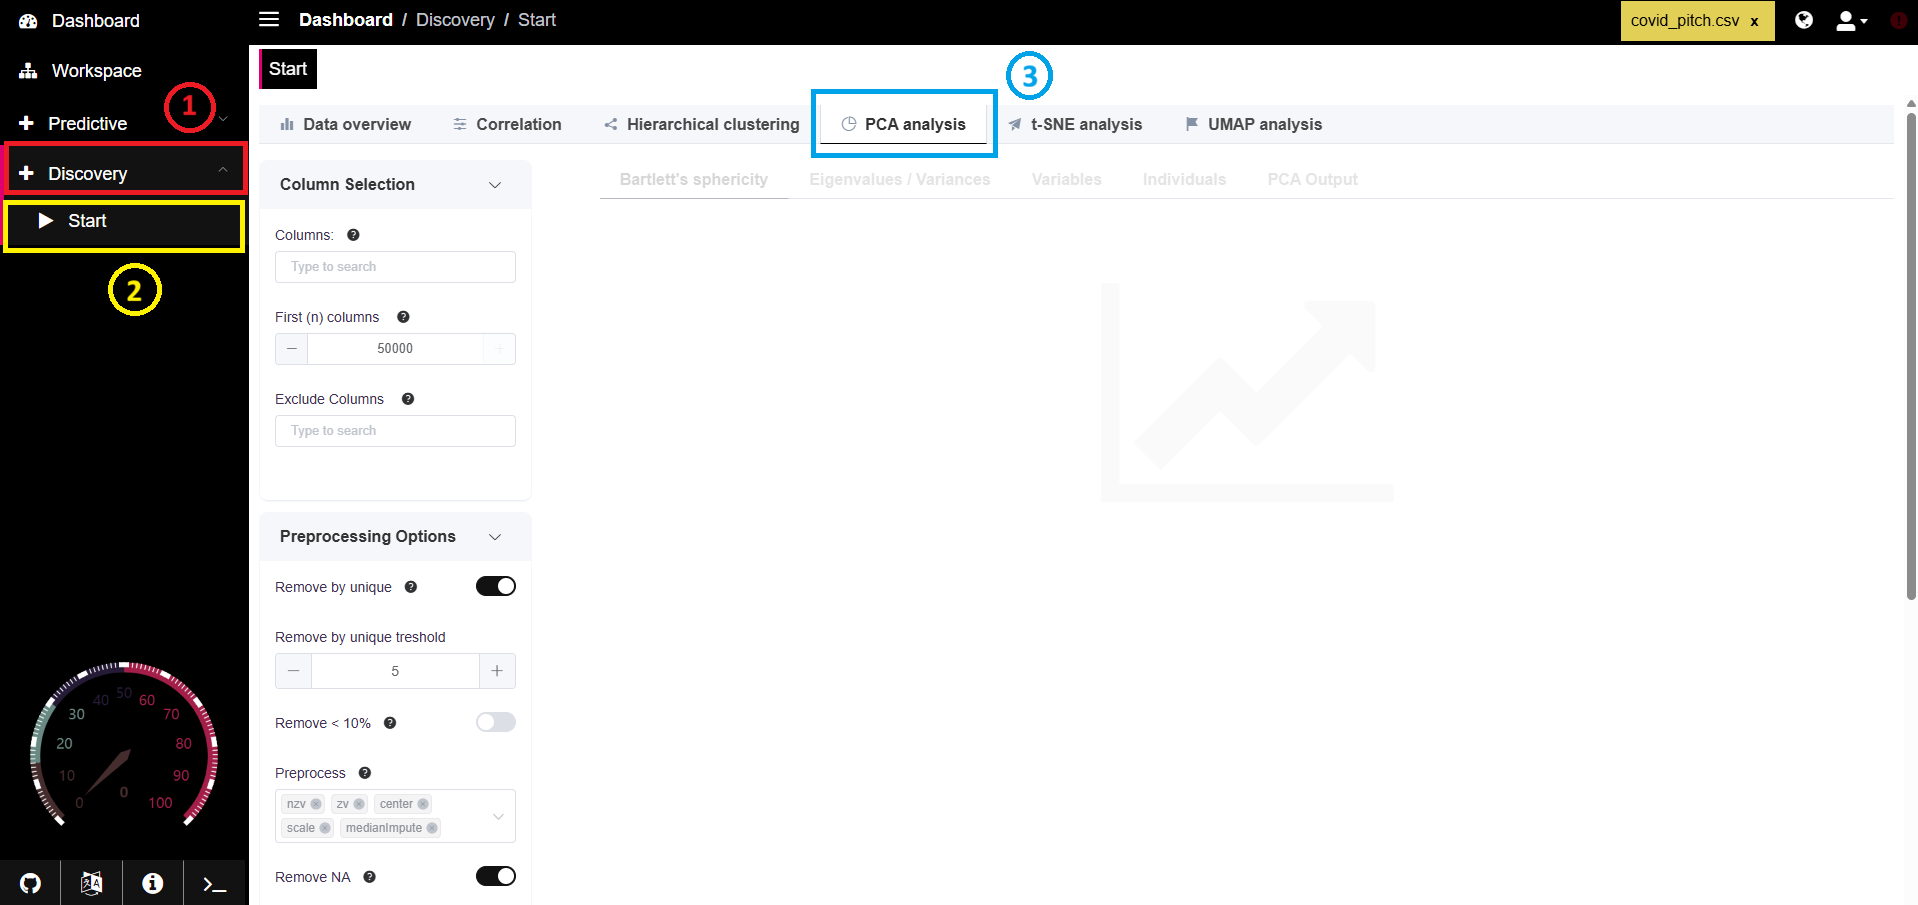 Dashboard
Workspace
1
Predictive
Discovery
Start
2
0 10 20 30 40 50 60 70 80 90 100
0
Dashboard / Discovery / Start
covid_pitch.csv x
Start
3
Data overview
Correlation
Hierarchical clustering
PCA analysis
t-SNE analysis
UMAP analysis
Column Selection
Columns: ?
Type to search
First (n) columns ?
− 50000 +
Exclude Columns ?
Type to search
Preprocessing Options
Remove by unique ?
Remove by unique treshold
− 5 +
Remove < 10% ?
Preprocess ?
nzv zv center
scale medianImpute
Remove NA ?
Bartlett's sphericity
Eigenvalues / Variances
Variables
Individuals
PCA Output